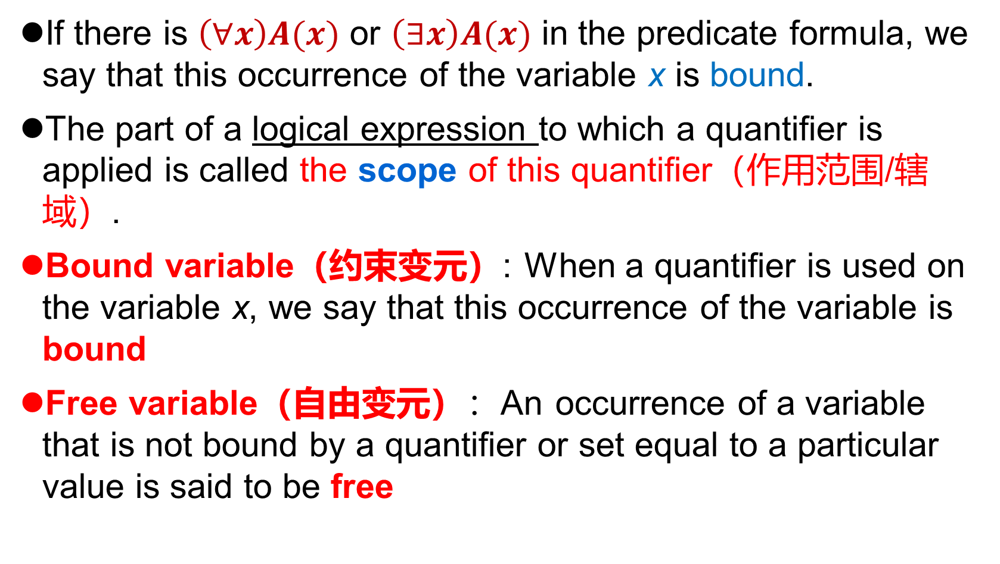 ●If there is (∀x)A(x) or (∃x)A(x) in the predicate formula, we
say that this occurrence of the variable x is bound.
●The part of a logical expression to which a quantifier is
applied is called the scope of this quantifier（作用范围/辖
域）.
●Bound variable（约束变元）: When a quantifier is used on
the variable x, we say that this occurrence of the variable is
bound
●Free variable（自由变元）： An occurrence of a variable
that is not bound by a quantifier or set equal to a particular
value is said to be free